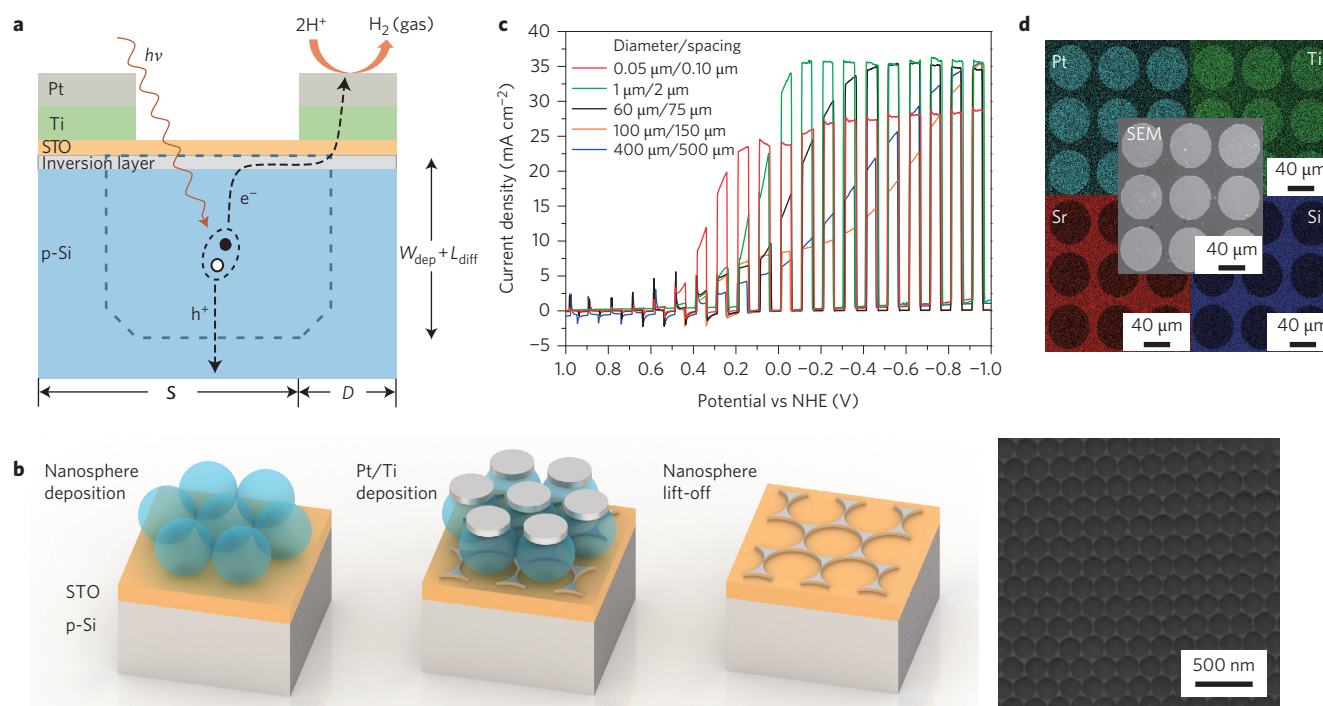 a
hν
2H⁺
H₂ (gas)
Pt
Ti
STO
Inversion layer
e⁻
p-Si
W_dep + L_diff
h⁺
S
D
c
40
35
30
25
20
15
10
5
0
−5
Current density (mA cm⁻²)
Diameter/spacing
0.05 μm/0.10 μm
1 μm/2 μm
60 μm/75 μm
100 μm/150 μm
400 μm/500 μm
1.0 0.8 0.6 0.4 0.2 0.0 −0.2 −0.4 −0.6 −0.8 −1.0
Potential vs NHE (V)
d
Pt
Ti
SEM
40 μm
Sr
Si
40 μm
40 μm
40 μm
b
Nanosphere
deposition
Pt/Ti
deposition
Nanosphere
lift-off
STO
p-Si
500 nm